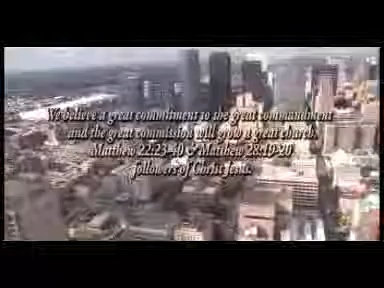 We believe a great commitment to the great commandment
and the great commission will grow a great church.
Matthew 22:23-40 & Matthew 28:19-20
followers of Christ Jesus.